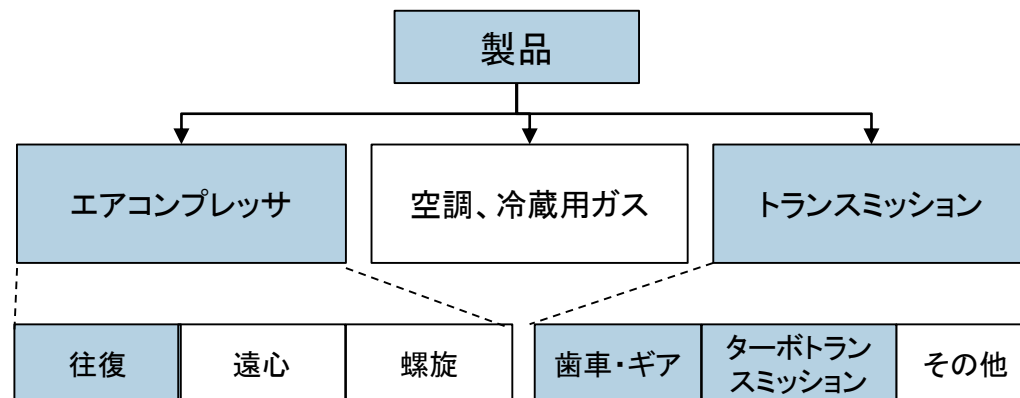 製品
エアコンプレッサ
空調、冷蔵用ガス
トランスミッション
往復
遠心
螺旋
歯車・ギア
ターボトラン
スミッション
その他